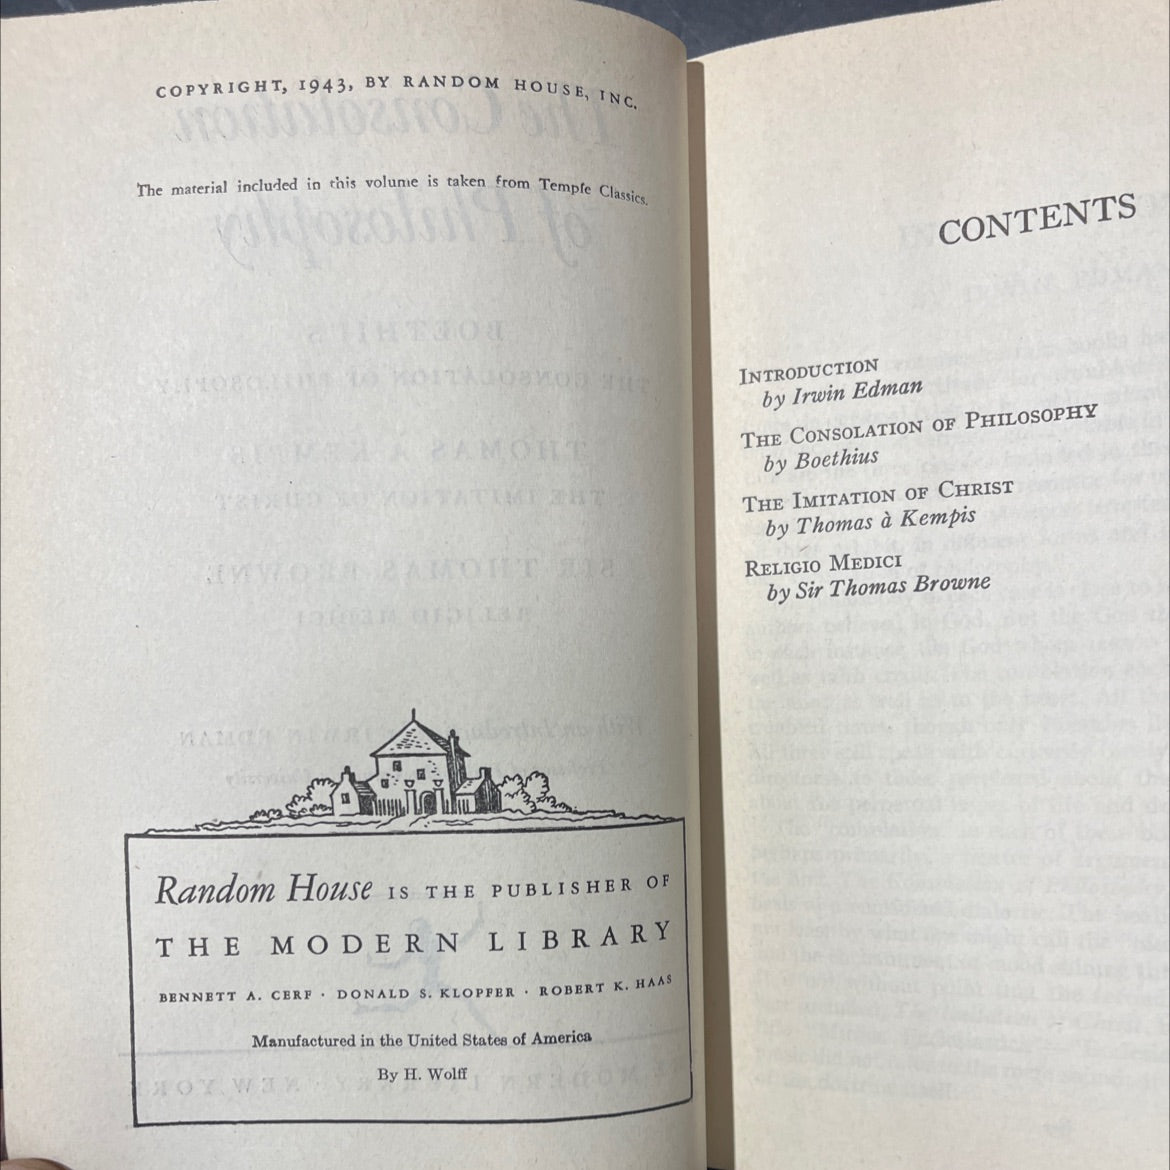 COPYRIGHT, 1943, BY RANDOM HOUSE, INC.
The material included in this volume is taken from Temple Classics.
Random House IS THE PUBLISHER OF
THE MODERN LIBRARY
BENNETT A. CERF · DONALD S. KLOPFER · ROBERT K. HAAS
Manufactured in the United States of America
By H. Wolff
CONTENTS
INTRODUCTION
by Irwin Edman
THE CONSOLATION OF PHILOSOPHY
by Boethius
THE IMITATION OF CHRIST
by Thomas à Kempis
RELIGIO MEDICI
by Sir Thomas Browne